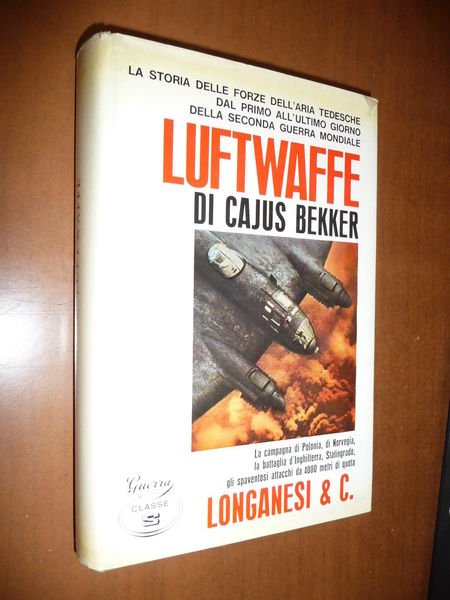 LA STORIA DELLE FORZE DELL'ARIA TEDESCHE
DAL PRIMO ALL'ULTIMO GIORNO
DELLA SECONDA GUERRA MONDIALE
LUFTWAFFE
DI CAJUS BEKKER
La campagna di Polonia, di Norvegia,
la battaglia d'Inghilterra, Stalingrado,
gli spaventosi attacchi da 4000 metri di quota
Guerra
CLASSE
S
LONGANESI & C.